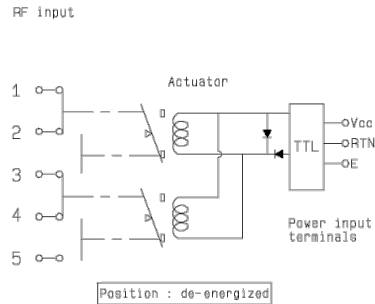 RF input
Actuator
1
2
3
4
5
TTL
Vcc
RTN
E
Power input
terminals
Position : de-energized